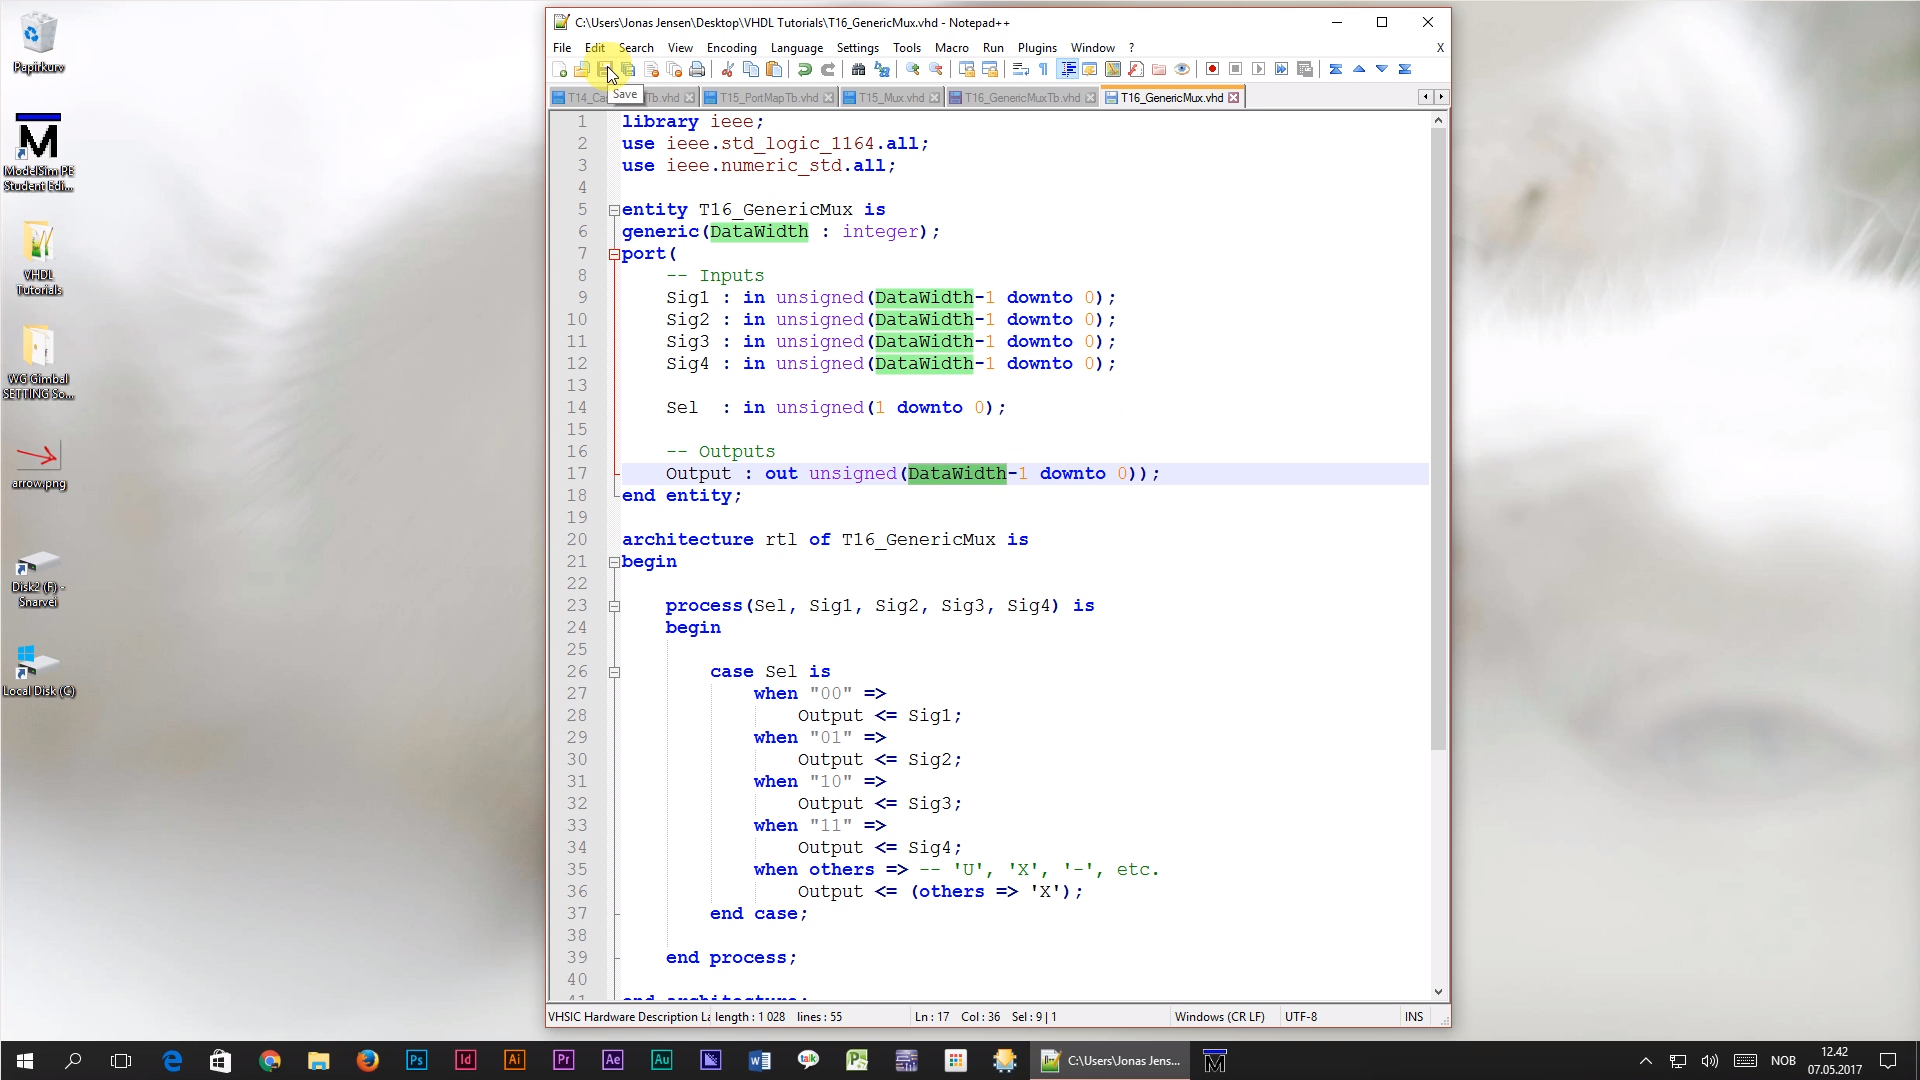 C:\Users\Jonas Jensen\Desktop\VHDL Tutorials\T16_GenericMux.vhd - Notepad++
File Edit Search View Encoding Language Settings Tools Macro Run Plugins Window ? X
T15_PortMapTb.vhd T15_Mux.vhd T16_GenericMuxTb.vhd T16_GenericMux.vhd
Save
1 library ieee;
2 use ieee.std_logic_1164.all;
3 use ieee.numeric_std.all;
4
5 entity T16_GenericMux is
6 generic(DataWidth : integer);
7 port(
8 -- Inputs
9 Sig1 : in unsigned(DataWidth-1 downto 0);
10 Sig2 : in unsigned(DataWidth-1 downto 0);
11 Sig3 : in unsigned(DataWidth-1 downto 0);
12 Sig4 : in unsigned(DataWidth-1 downto 0);
13
14 Sel : in unsigned(1 downto 0);
15
16 -- Outputs
17 Output : out unsigned(DataWidth-1 downto 0));
18 end entity;
19
20 architecture rtl of T16_GenericMux is
21 begin
22
23 process(Sel, Sig1, Sig2, Sig3, Sig4) is
24 begin
25
26 case Sel is
27 when "00" =>
28 Output <= Sig1;
29 when "01" =>
30 Output <= Sig2;
31 when "10" =>
32 Output <= Sig3;
33 when "11" =>
34 Output <= Sig4;
35 when others => -- 'U', 'X', '-', etc.
36 Output <= (others => 'X');
37 end case;
38
39 end process;
40
41 end architecture;
VHSIC Hardware Description La length : 1 028 lines : 55 Ln : 17 Col : 36 Sel : 9 | 1 Windows (CR LF) UTF-8 INS
Papirkurv
ModelSim PE
Student Edi...
VHDL
Tutorials
WG Gimbal
SETTING So...
arrow.png
Disk2 (F) -
Snarvei
Local Disk (C)
Ps Id Ai Pr Ae Au talk
C:\Users\Jonas Jens...
NOB
12.42
07.05.2017